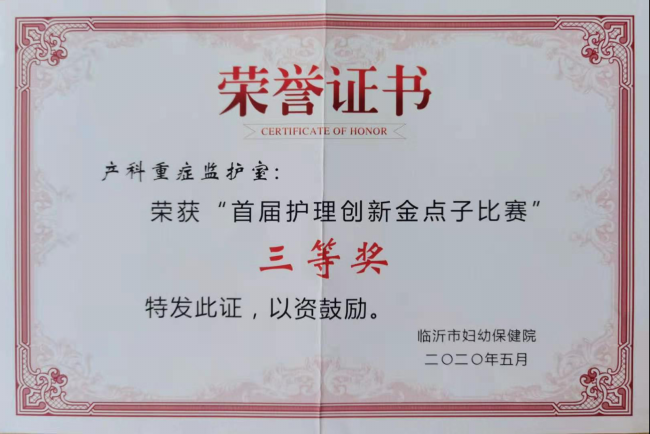 荣誉证书
CERTIFICATE OF HONOR
产科重症监护室：
荣获“首届护理创新金点子比赛”
三等奖
特发此证，以资鼓励。
临沂市妇幼保健院
二〇二〇年五月